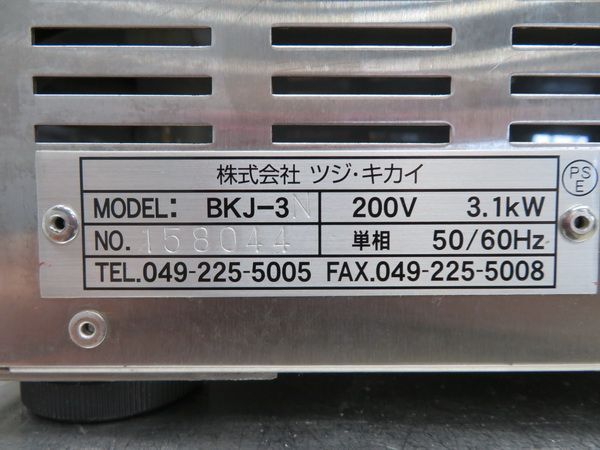 株式会社 ツジ・キカイ
PS
E
MODEL: BKJ-3N 200V 3.1kW
NO. 158044 単相 50/60Hz
TEL.049-225-5005 FAX.049-225-5008